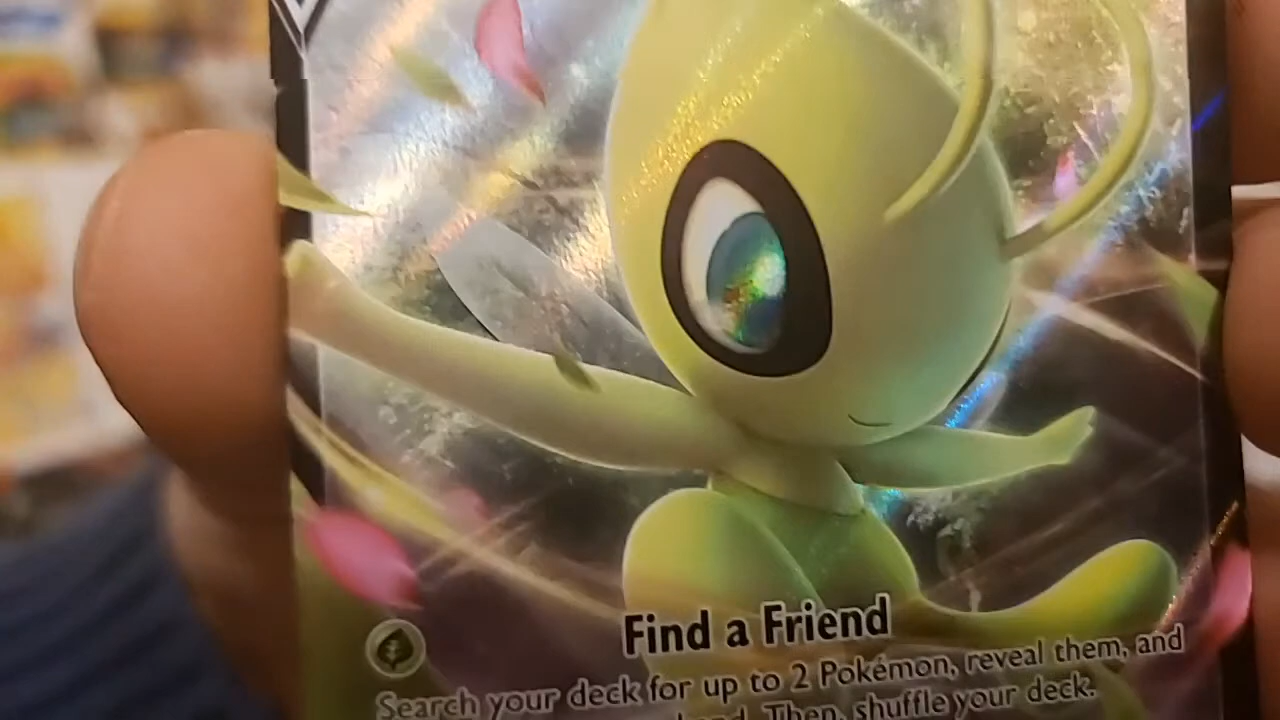 Find a Friend
Search your deck for up to 2 Pokémon, reveal them, and
Then, shuffle your deck.